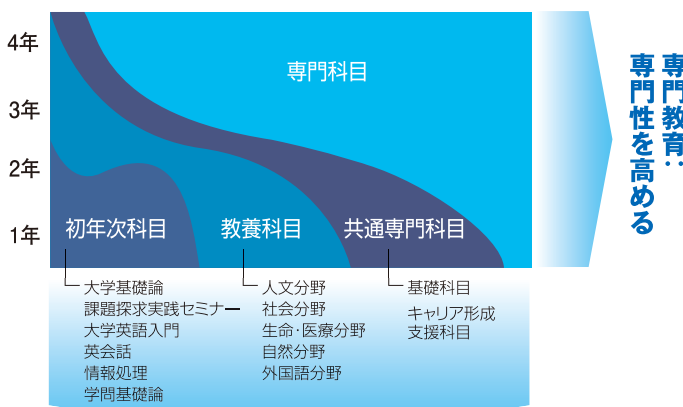 4年
3年
2年
1年
専門科目
初年次科目
教養科目
共通専門科目
大学基礎論
課題探求実践セミナー
大学英語入門
英会話
情報処理
学問基礎論
人文分野
社会分野
生命・医療分野
自然分野
外国語分野
基礎科目
キャリア形成
支援科目
専門教育:
専門性を高める